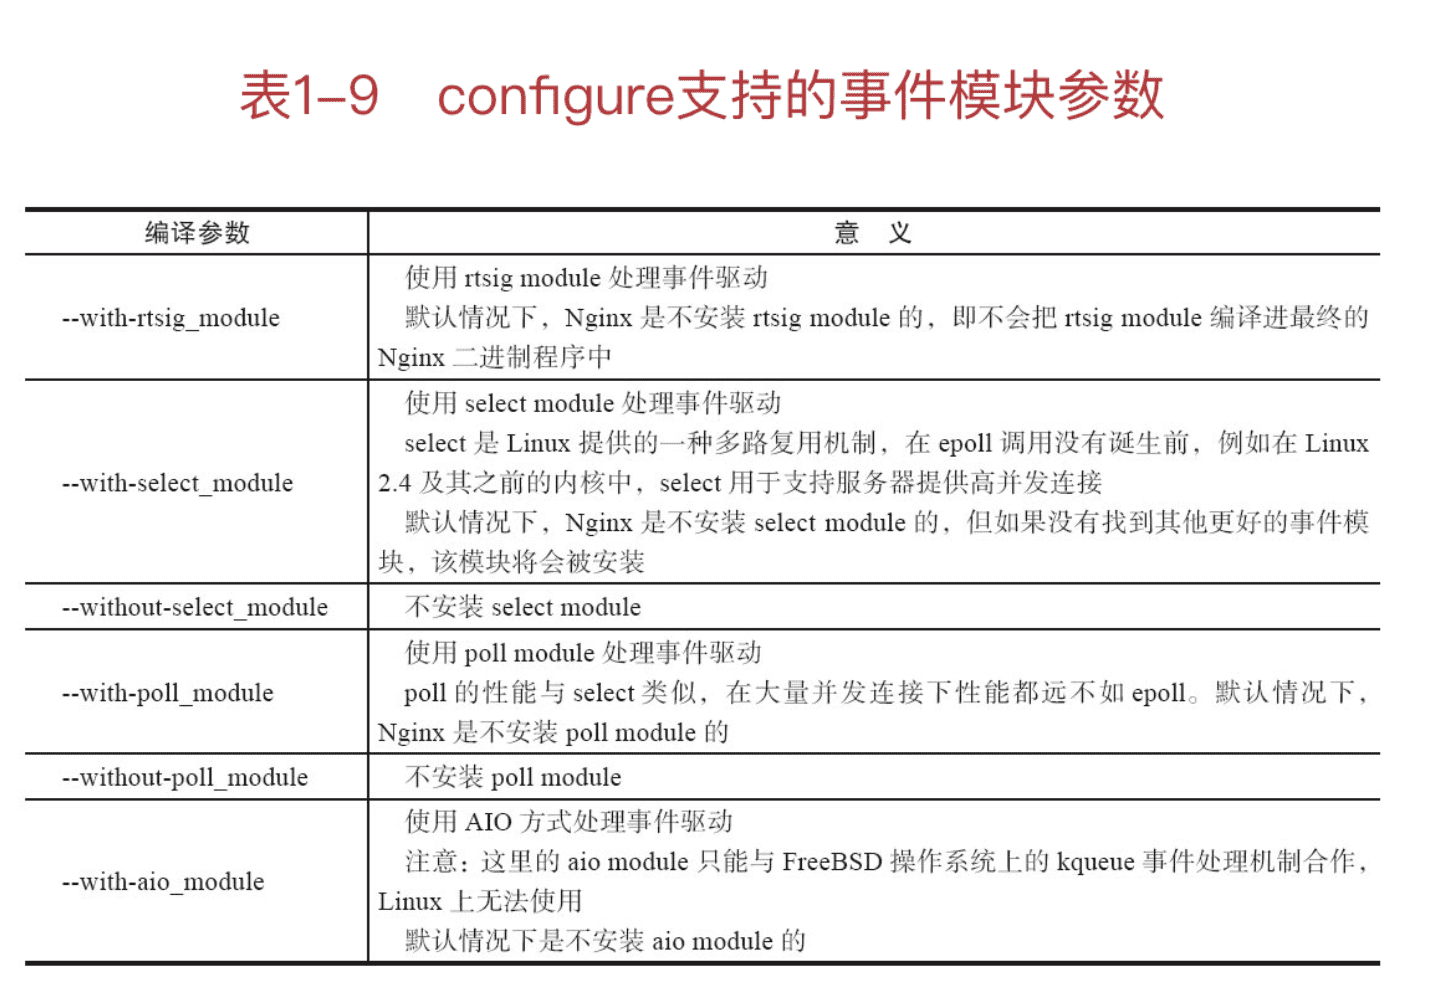 表1–9 configure支持的事件模块参数
编译参数
意 义
--with-rtsig_module
使用 rtsig module 处理事件驱动
默认情况下，Nginx 是不安装 rtsig module 的，即不会把 rtsig module 编译进最终的
Nginx 二进制程序中
--with-select_module
使用 select module 处理事件驱动
select 是 Linux 提供的一种多路复用机制，在 epoll 调用没有诞生前，例如在 Linux
2.4 及其之前的内核中，select 用于支持服务器提供高并发连接
默认情况下，Nginx 是不安装 select module 的，但如果没有找到其他更好的事件模
块，该模块将会被安装
--without-select_module
不安装 select module
--with-poll_module
使用 poll module 处理事件驱动
poll 的性能与 select 类似，在大量并发连接下性能都远不如 epoll。默认情况下，
Nginx 是不安装 poll module 的
--without-poll_module
不安装 poll module
--with-aio_module
使用 AIO 方式处理事件驱动
注意：这里的 aio module 只能与 FreeBSD 操作系统上的 kqueue 事件处理机制合作，
Linux 上无法使用
默认情况下是不安装 aio module 的